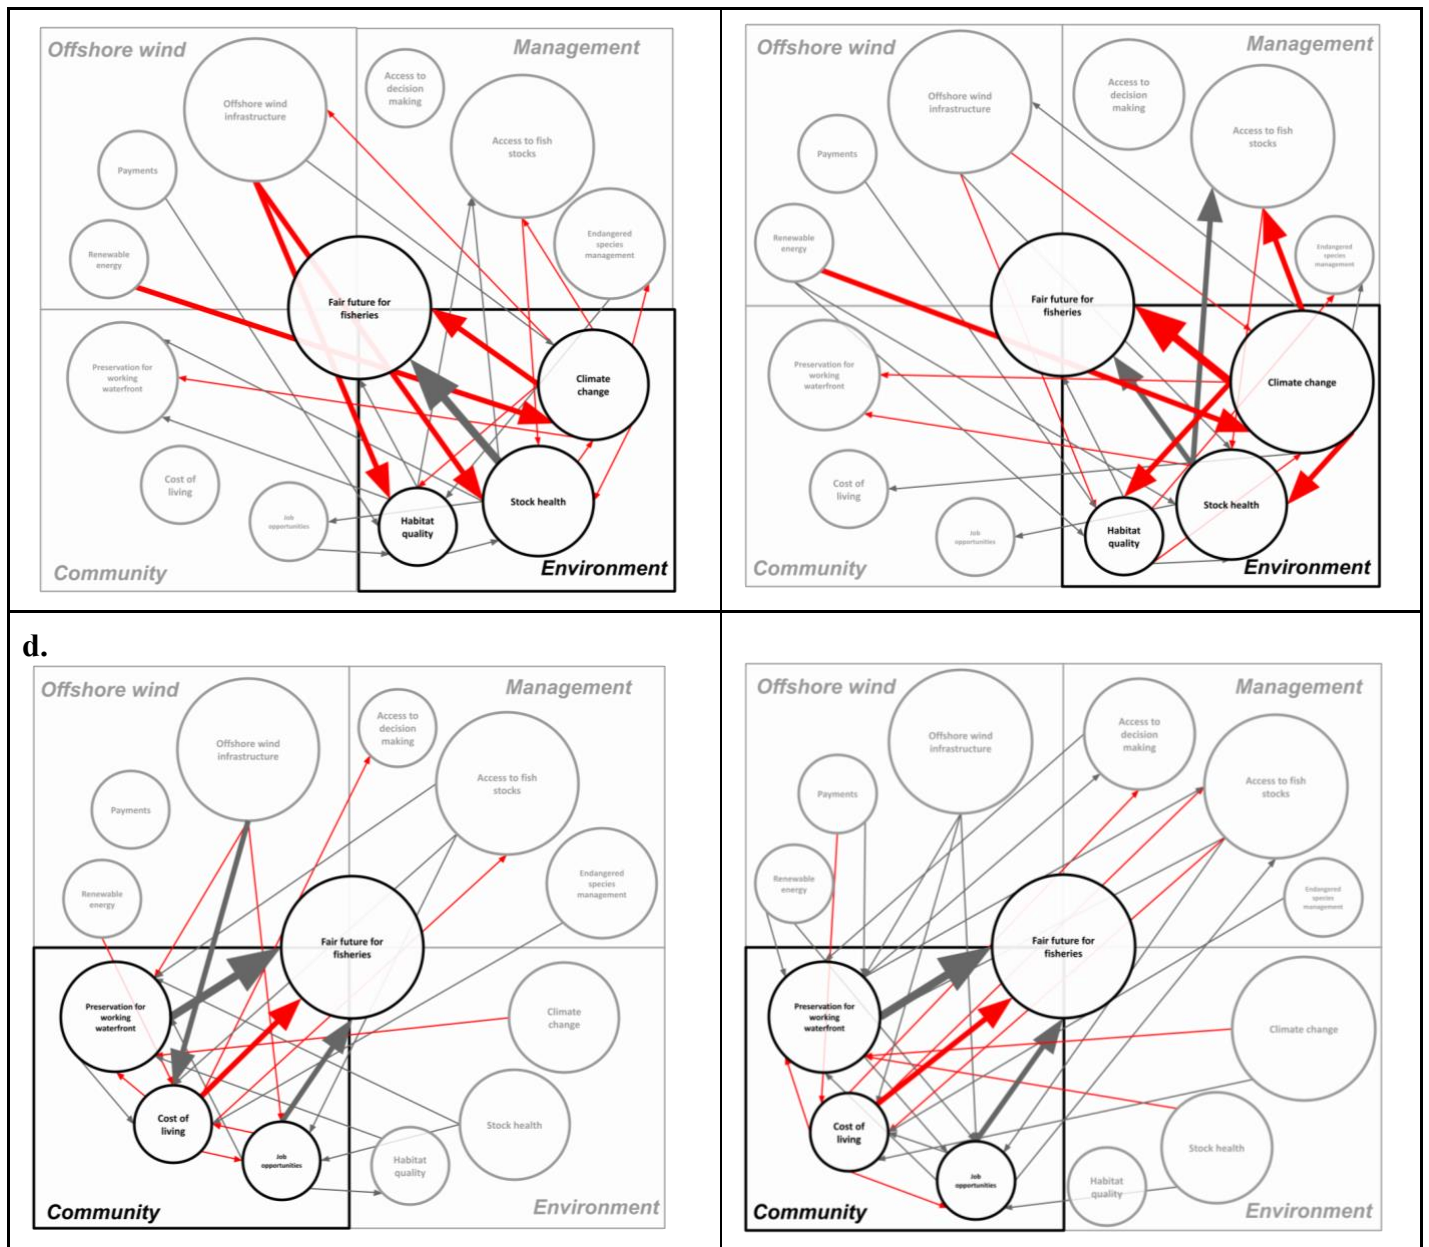 Offshore wind
Management
Offshore wind
infrastructure
Access to
decision
making
Access to fish
stocks
Payments
Endangered
species
management
Renewable
energy
Fair future for
fisheries
Preservation for
working
waterfront
Climate
change
Cost of
living
Stock health
Job
opportunities
Habitat
quality
Community
Environment
Offshore wind
Management
Offshore wind
infrastructure
Access to
decision
making
Access to fish
stocks
Payments
Renewable
energy
Endangered
species
management
Fair future for
fisheries
Preservation for
working
waterfront
Climate change
Cost of
living
Stock health
Job
opportunities
Habitat
quality
Community
Environment
d.
Offshore wind
Management
Offshore wind
infrastructure
Access to
decision
making
Access to fish
stocks
Payments
Renewable
energy
Endangered
species
management
Fair future for
fisheries
Preservation for
working
waterfront
Climate
change
Cost of
living
Stock health
Job
opportunities
Habitat
quality
Community
Environment
Offshore wind
Management
Offshore wind
infrastructure
Access to
decision
making
Access to fish
stocks
Payments
Renewable
energy
Endangered
species
management
Fair future for
fisheries
Preservation for
working
waterfront
Climate change
Cost of
living
Stock health
Job
opportunities
Habitat
quality
Community
Environment